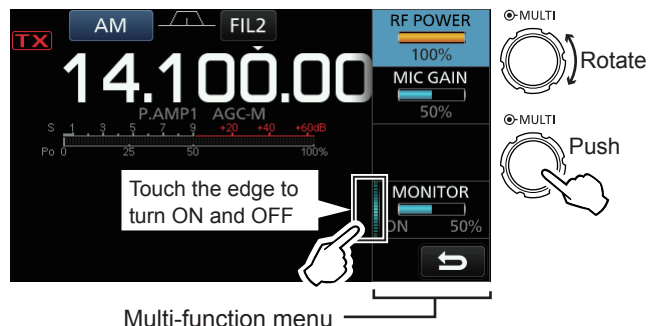 AM FIL2 RF POWER
TX
100%
14.100.00
MIC GAIN
50%
P.AMP1 AGC-M
S 1 3 5 7 9 +20 +40 +60dB
Po 0 25 50 100%
Touch the edge to
turn ON and OFF
MONITOR
ON 50%
Multi-function menu
MULTI
Rotate
MULTI
Push